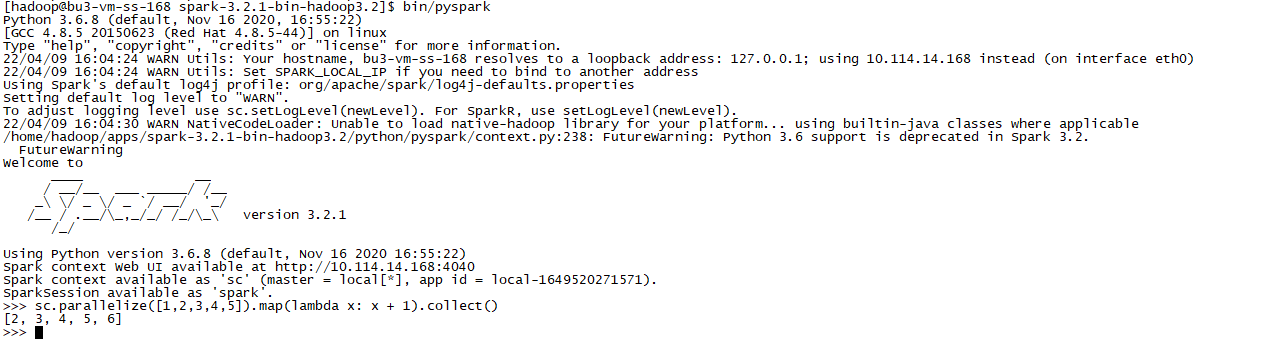 [hadoop@bu3-vm-ss-168 spark-3.2.1-bin-hadoop3.2]$ bin/pyspark
Python 3.6.8 (default, Nov 16 2020, 16:55:22)
[GCC 4.8.5 20150623 (Red Hat 4.8.5-44)] on linux
Type "help", "copyright", "credits" or "license" for more information.
22/04/09 16:04:24 WARN Utils: Your hostname, bu3-vm-ss-168 resolves to a loopback address: 127.0.0.1; using 10.114.14.168 instead (on interface eth0)
22/04/09 16:04:24 WARN Utils: Set SPARK_LOCAL_IP if you need to bind to another address
Using Spark's default log4j profile: org/apache/spark/log4j-defaults.properties
Setting default log level to "WARN".
To adjust logging level use sc.setLogLevel(newLevel). For SparkR, use setLogLevel(newLevel).
22/04/09 16:04:30 WARN NativeCodeLoader: Unable to load native-hadoop library for your platform... using builtin-java classes where applicable
/home/hadoop/apps/spark-3.2.1-bin-hadoop3.2/python/pyspark/context.py:238: FutureWarning: Python 3.6 support is deprecated in Spark 3.2.
  FutureWarning
Welcome to
      ____              __
     / __/__  ___ _____/ /__
    _\ \/ _ \/ _ `/ __/  '_/
   /__ / .__/\_,_/_/ /_/\_\   version 3.2.1
      /_/
Using Python version 3.6.8 (default, Nov 16 2020 16:55:22)
Spark context Web UI available at http://10.114.14.168:4040
Spark context available as 'sc' (master = local[*], app id = local-1649520271571).
SparkSession available as 'spark'.
>>> sc.parallelize([1,2,3,4,5]).map(lambda x: x + 1).collect()
[2, 3, 4, 5, 6]
>>>